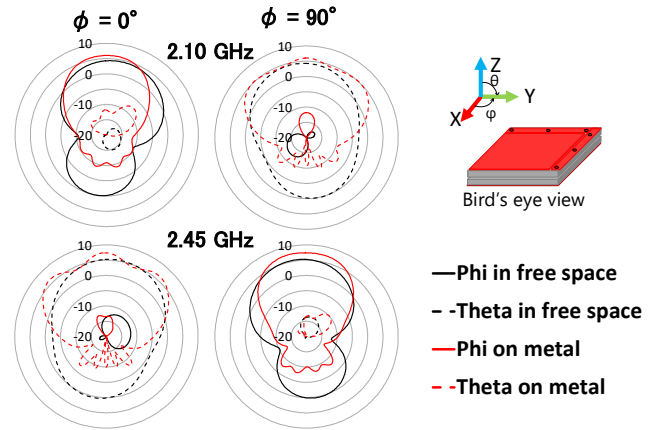 ϕ = 0°
ϕ = 90°
2.10 GHz
10
0
-10
-20
10
0
-10
-20
Z
θ
Y
X
φ
Bird's eye view
2.45 GHz
10
0
-10
-20
10
0
-10
-20
Phi in free space
Theta in free space
Phi on metal
Theta on metal